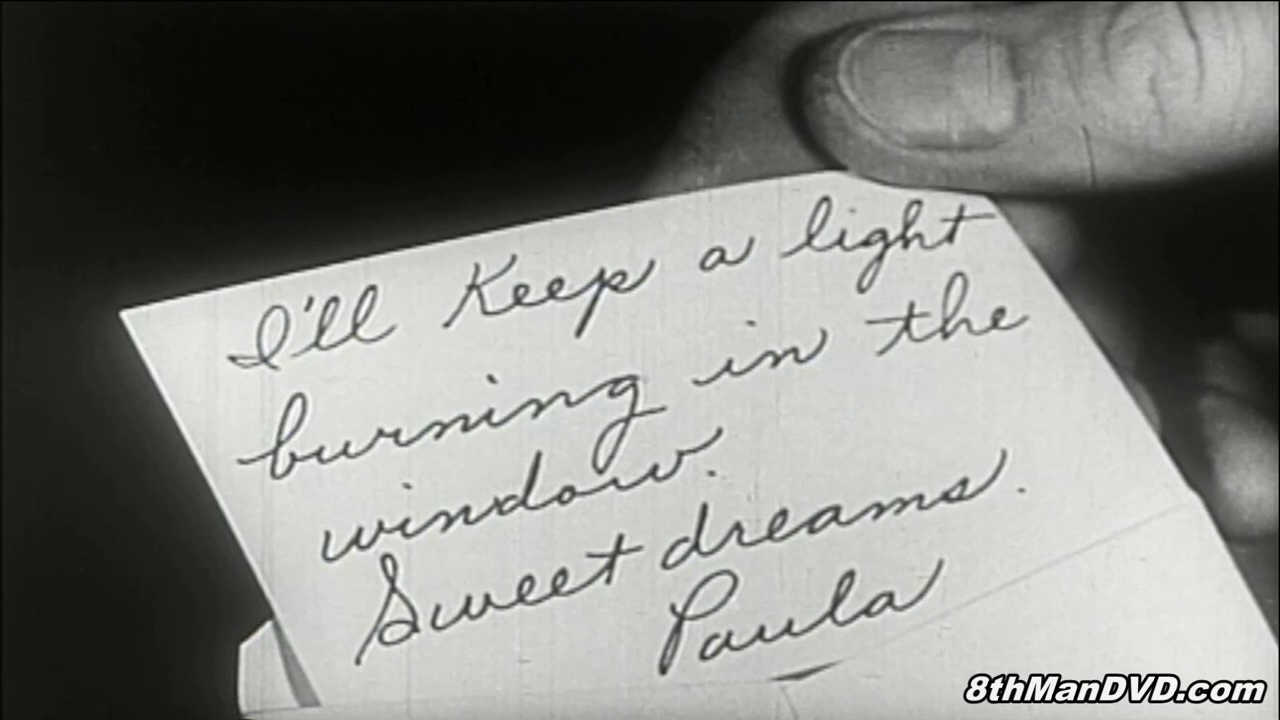 I'll Keep a light
burning in the
window.
Sweet dreams.
Paula
8thManDVD.com